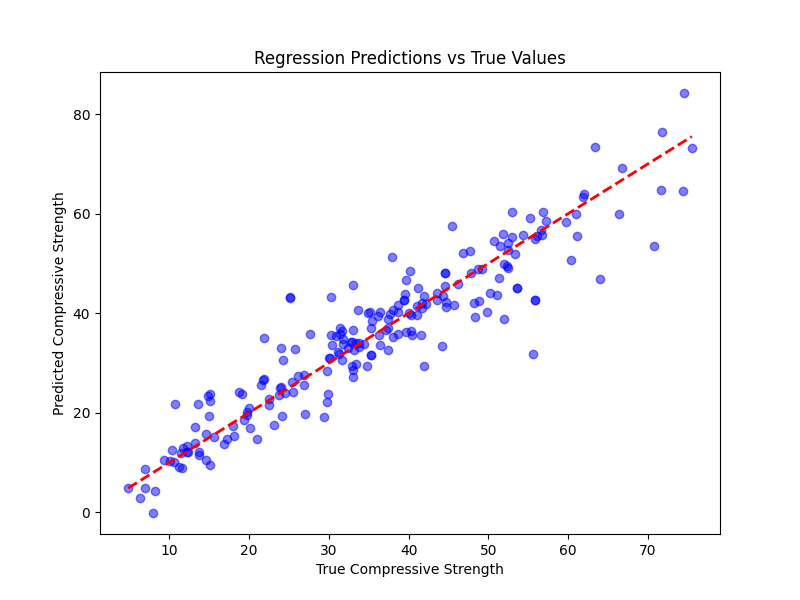 Regression Predictions vs True Values
Predicted Compressive Strength
80
60
40
20
0
10 20 30 40 50 60 70
True Compressive Strength